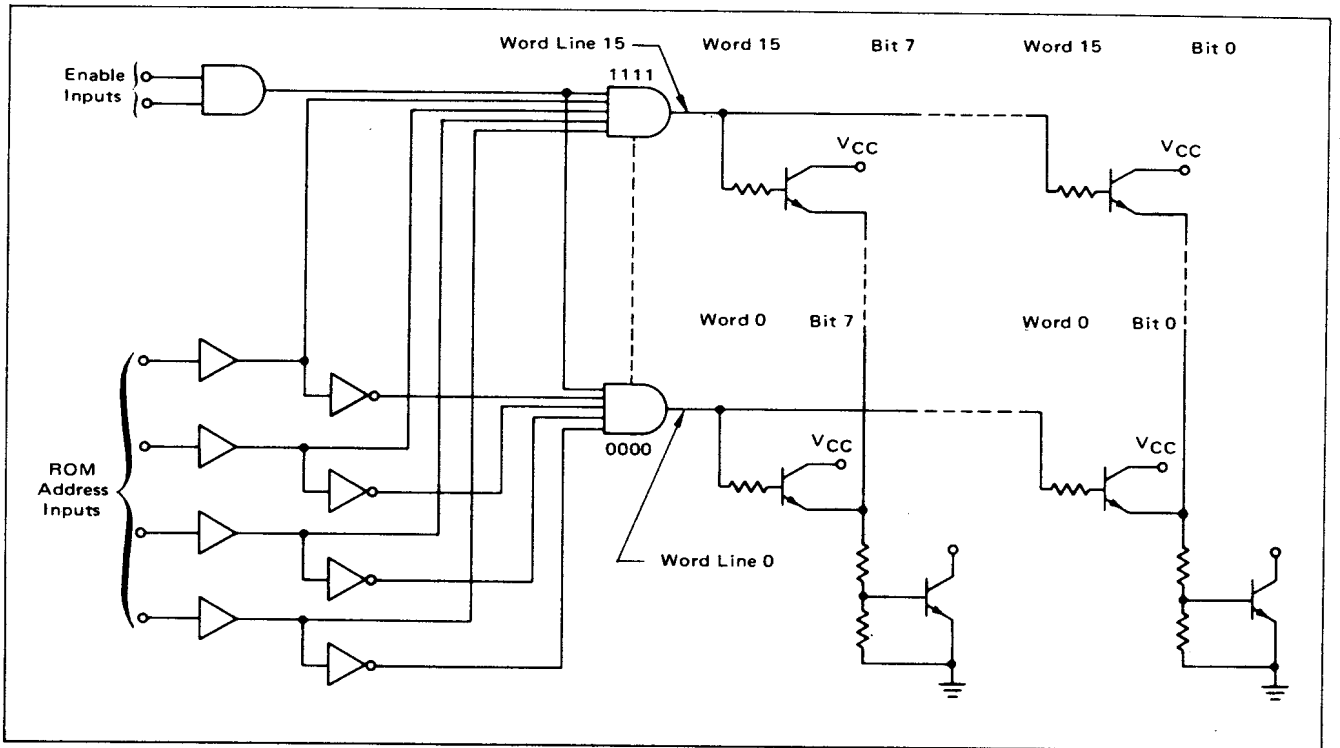 Word Line 15
Word 15
Bit 7
Word 15
Bit 0
Enable
Inputs
1111
VCC
VCC
Word 0
Bit 7
Word 0
Bit 0
ROM
Address
Inputs
0000
VCC
VCC
Word Line 0